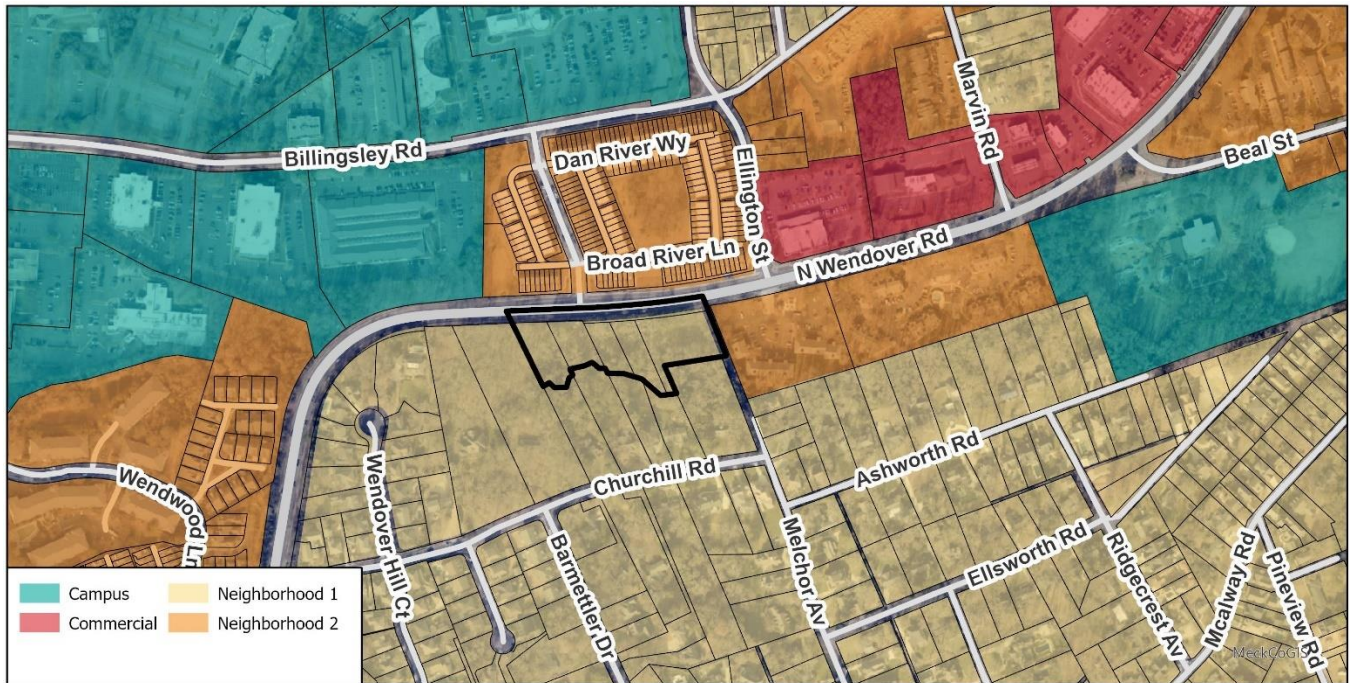 Billingsley Rd
Dan River Wy
Ellington St
Marvin Rd
Beal St
Broad River Ln
N Wendover Rd
Wendwood Ln
Wendover Hill Ct
Churchill Rd
Barmettler Dr
Melchor Av
Ashworth Rd
Ellsworth Rd
Ridgecrest Av
Mcalway Rd
Pineview Rd
Campus
Neighborhood 1
Commercial
Neighborhood 2
MeckCoGIS